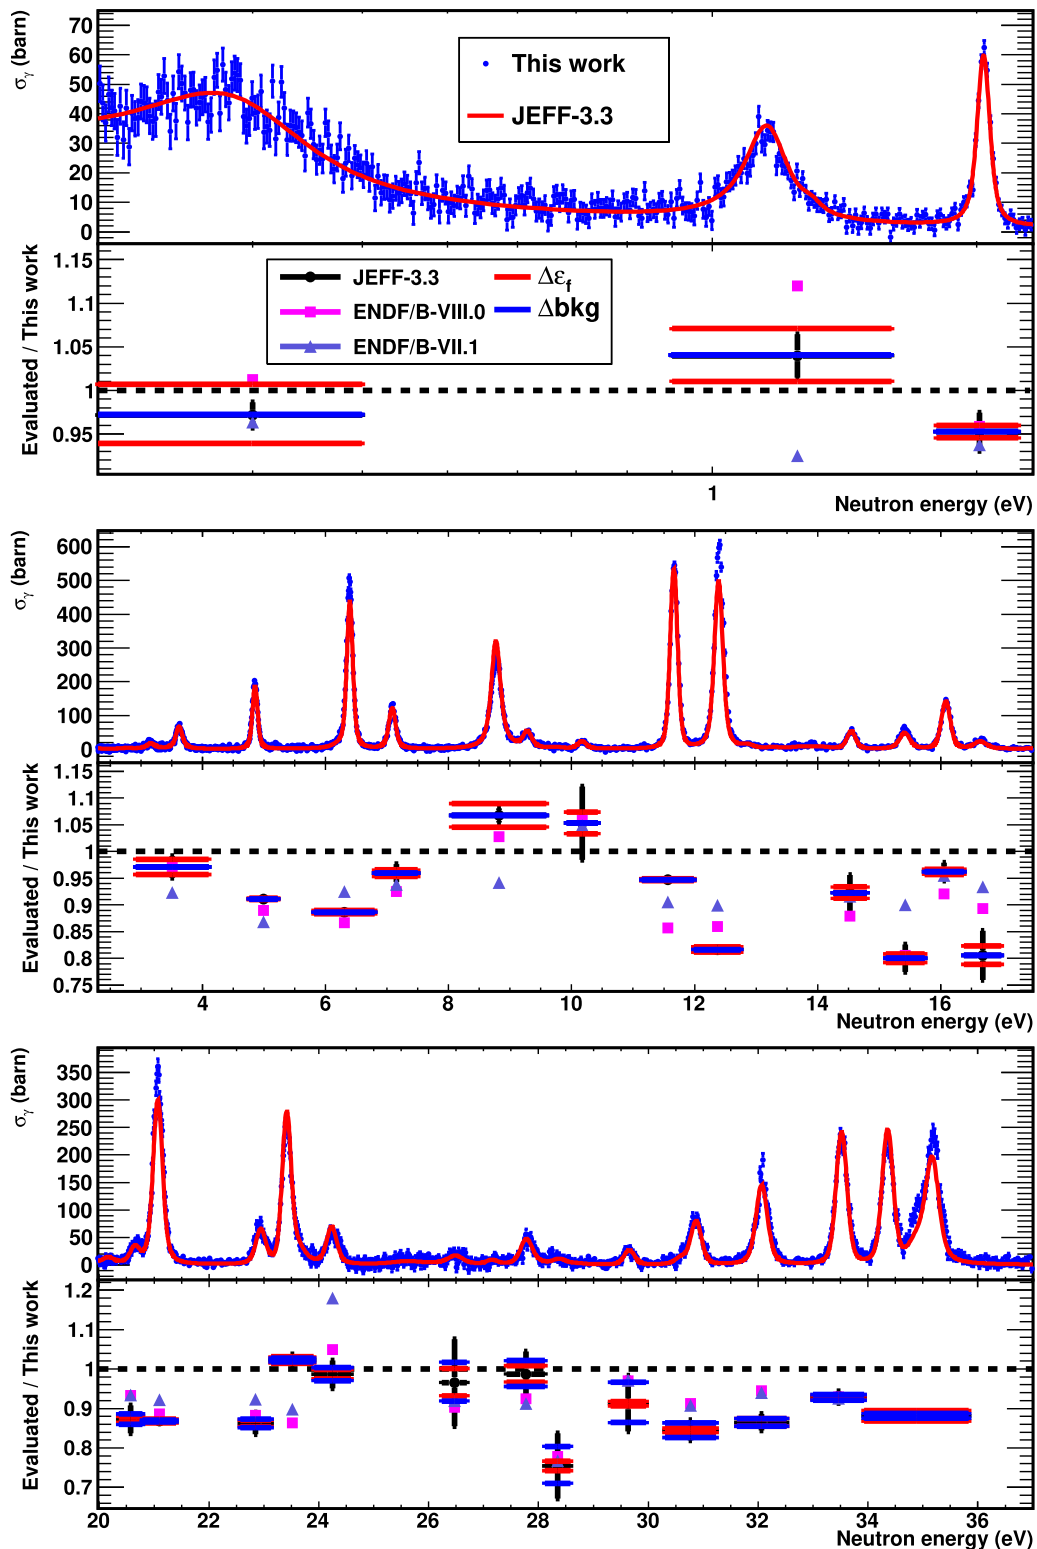 σγ (barn)
70
60
50
40
30
20
10
0
This work
JEFF-3.3
Evaluated / This work
1.15
1.1
1.05
1
0.95
JEFF-3.3
Δεf
ENDF/B-VIII.0
Δbkg
ENDF/B-VII.1
1
Neutron energy (eV)
σγ (barn)
600
500
400
300
200
100
0
Evaluated / This work
1.15
1.1
1.05
1
0.95
0.9
0.85
0.8
0.75
4 6 8 10 12 14 16
Neutron energy (eV)
σγ (barn)
350
300
250
200
150
100
50
0
Evaluated / This work
1.2
1.1
1
0.9
0.8
0.7
20 22 24 26 28 30 32 34 36
Neutron energy (eV)